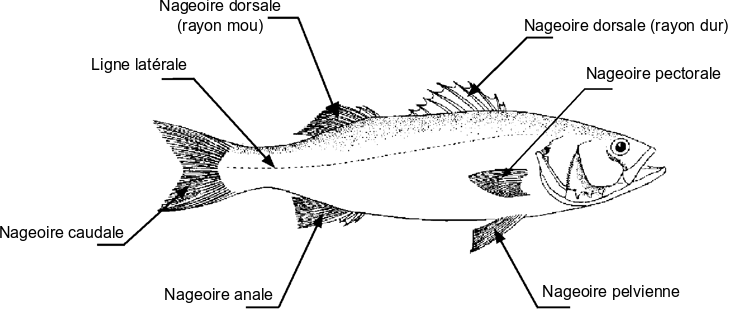 Nageoire dorsale
(rayon mou)
Nageoire dorsale (rayon dur)
Ligne latérale
Nageoire pectorale
Nageoire caudale
Nageoire anale
Nageoire pelvienne